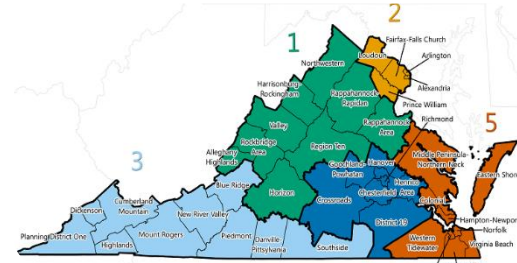 2
Fairfax-Falls Church
1
Loudoun
Arlington
Northwestern
Alexandria
Harrisonburg-
Rockingham
Rappahannock
Rapidan
Prince William
Richmond
5
Valley
Rappahannock
Area
3
Rockbridge
Area
Region Ten
Middle Peninsula-
Northern Neck
Alleghany
Highlands
Goochland-
Powhatan
Hanover
Eastern Shore
Blue Ridge
Henrico
Area
Chesterfield
Cumberland
Mountain
Horizon
Crossroads
Colonial
Dickenson
New River Valley
District 19
Hampton-Newport
Norfolk
Planning District One
Mount Rogers
Piedmont
Danville
Pittsylvania
Southside
Western
Tidewater
Virginia Beach
Highlands